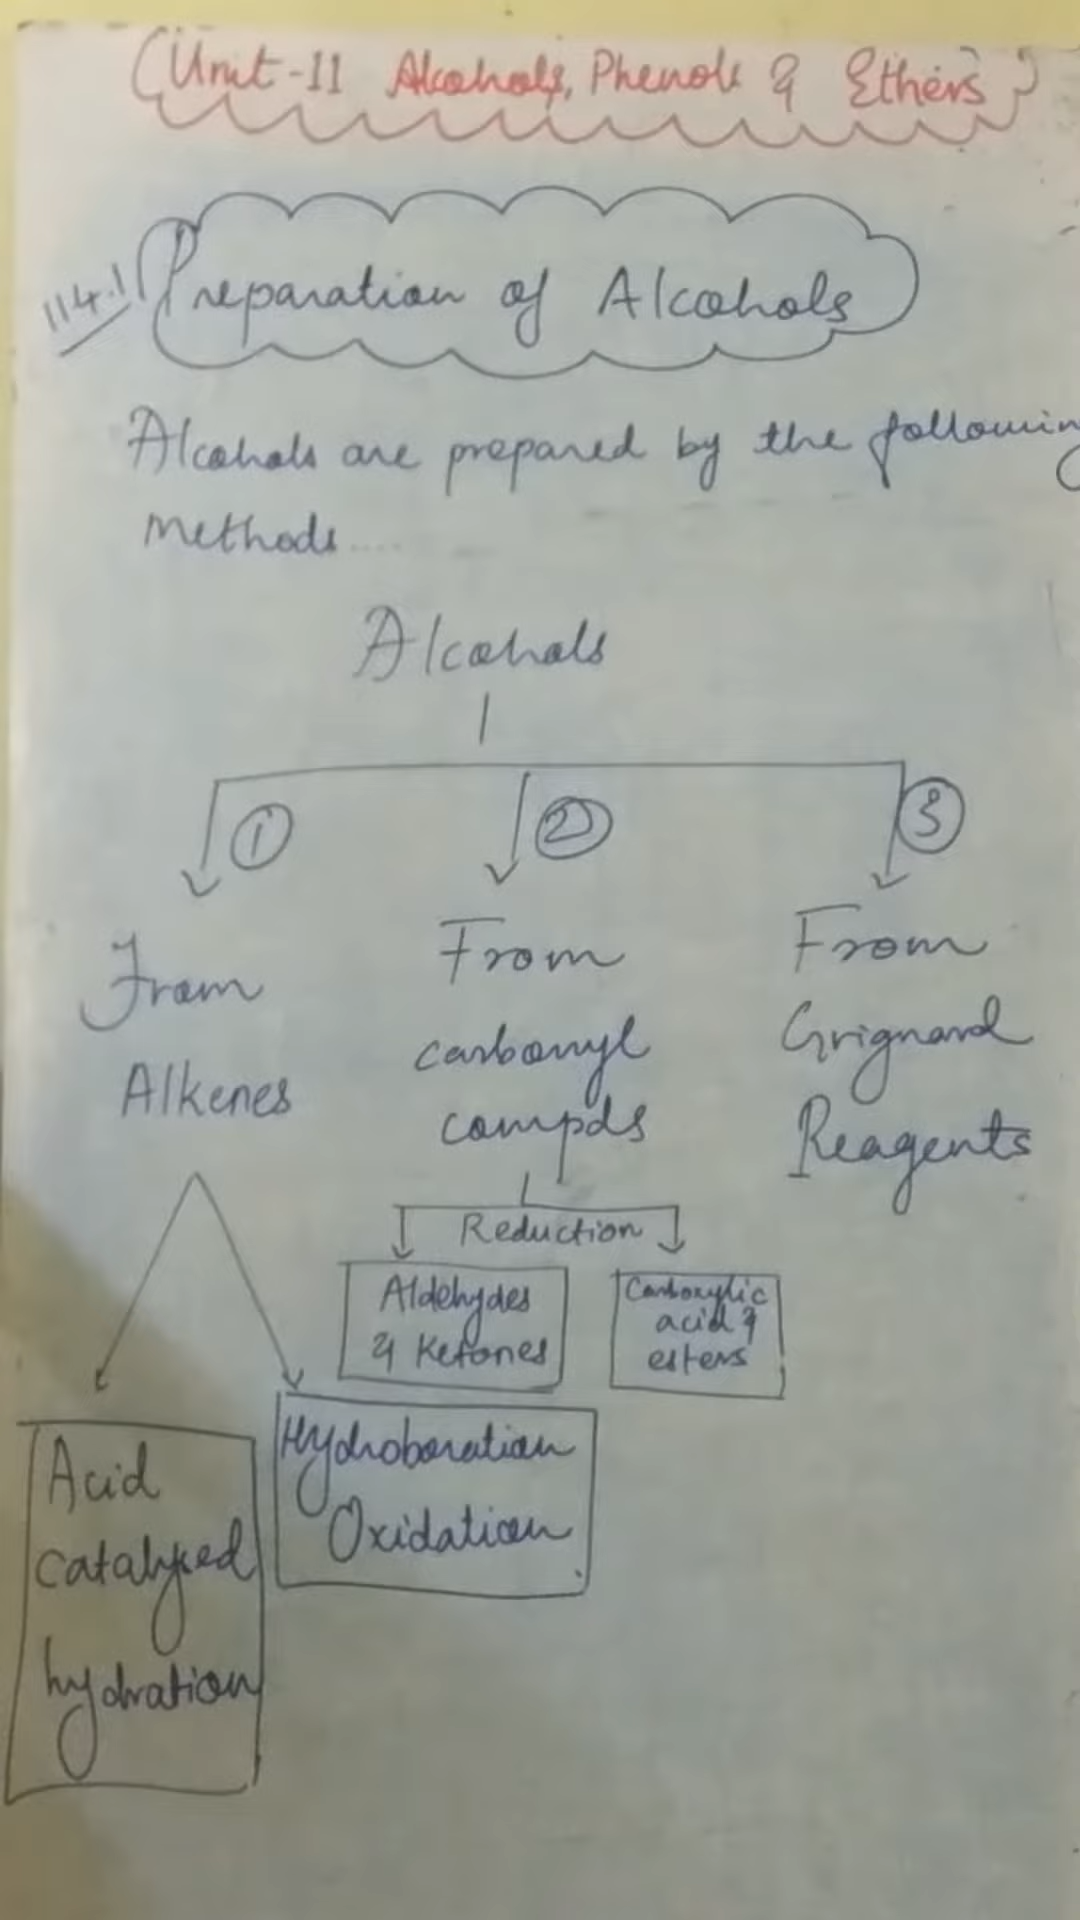 Unit-11 Alcohols, Phenols & Ethers
11.4.1 Preparation of Alcohols
Alcohols are prepared by the following
Methods....
Alcohols
1 2 3
From From From
Alkenes carbonyl Grignard
compds Reagents
Reduction
Aldehydes
& Ketones
Carboxylic
acid &
esters
Acid
catalysed
hydration
Hydroboration
Oxidation